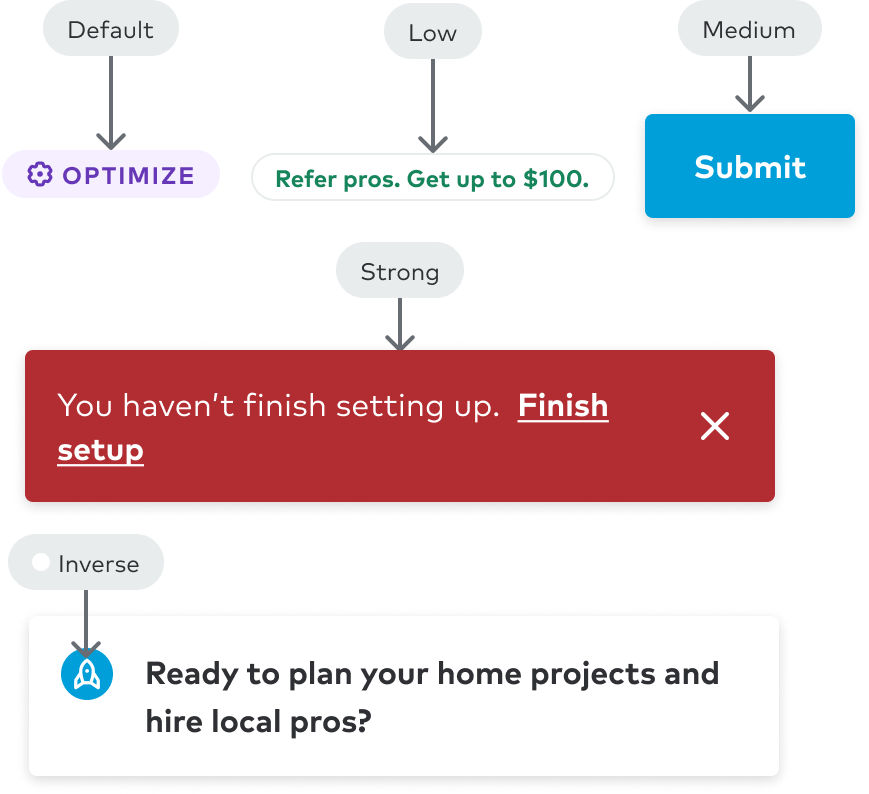 Default
Low
Medium
OPTIMIZE
Refer pros. Get up to $100.
Submit
Strong
You haven’t finish setting up. Finish
setup
Inverse
Ready to plan your home projects and
hire local pros?